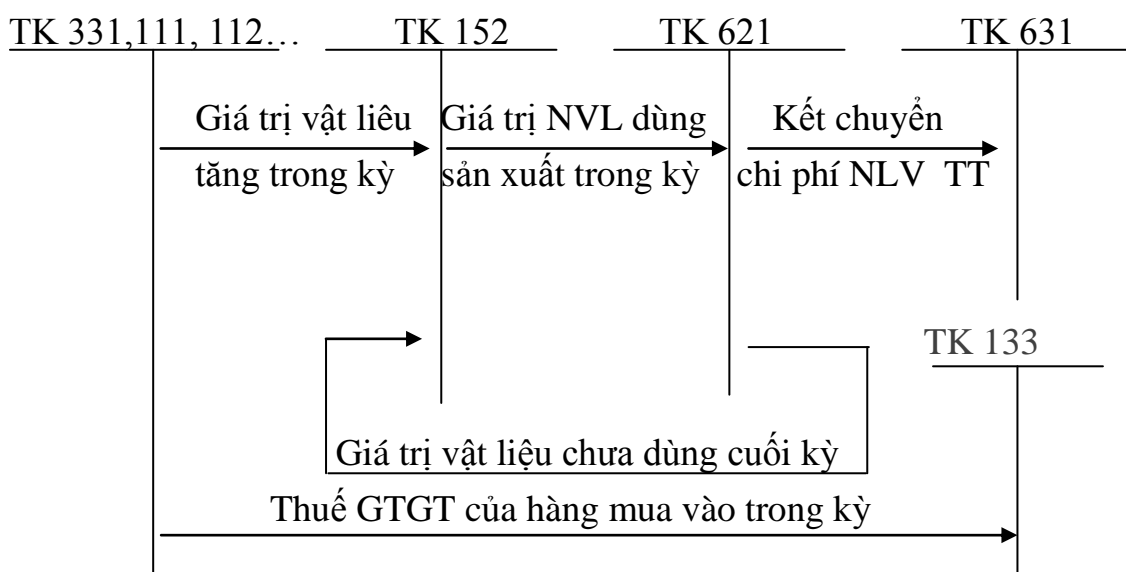 TK 331,111, 112… TK 152 TK 621 TK 631
Giá trị vật liêu Giá trị NVL dùng Kết chuyển
tăng trong kỳ sản xuất trong kỳ chi phí NLV TT
TK 133
Giá trị vật liệu chưa dùng cuối kỳ
Thuế GTGT của hàng mua vào trong kỳ